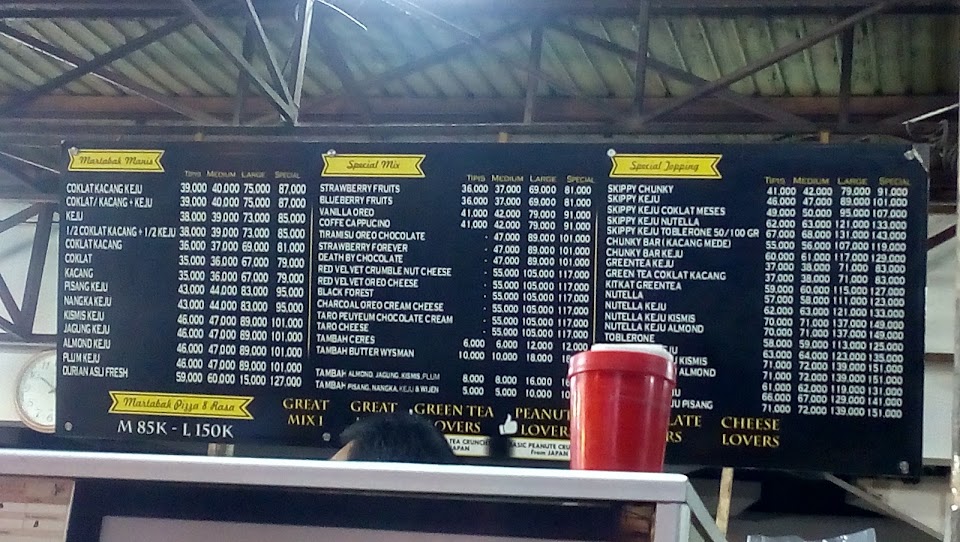 Martabak Manis
TIPIS MEDIUM LARGE SPECIAL
COKLAT KACANG KEJU 39,000 40,000 75,000 87,000
COKLAT/ KACANG + KEJU 39,000 40,000 75,000 87,000
KEJU 38,000 39,000 73,000 85,000
1/2 COKLAT KACANG + 1/2 KEJU 38,000 39,000 73,000 85,000
COKLAT KACANG 36,000 37,000 69,000 81,000
COKLAT 35,000 36,000 67,000 79,000
KACANG 35,000 36,000 67,000 79,000
PISANG KEJU 43,000 44,000 83,000 95,000
NANGKA KEJU 43,000 44,000 83,000 95,000
KISMIS KEJU 46,000 47,000 89,000 101,000
JAGUNG KEJU 46,000 47,000 89,000 101,000
ALMOND KEJU 46,000 47,000 89,000 101,000
PLUM KEJU 46,000 47,000 89,000 101,000
DURIAN ASLI FRESH 59,000 60,000 15,000 127,000
Martabak Pizza 8 Rasa
M 85K - L 150K
Special Mix
TIPIS MEDIUM LARGE SPECIAL
STRAWBERRY FRUITS 36,000 37,000 69,000 81,000
BLUEBERRY FRUITS 36,000 37,000 69,000 81,000
VANILLA OREO 41,000 42,000 79,000 91,000
COFFE CAPPUCINO 41,000 42,000 79,000 91,000
TIRAMISU OREO CHOCOLATE - 47,000 89,000 101,000
STRAWBERRY FOREVER - 47,000 89,000 101,000
DEATH BY CHOCOLATE - 47,000 89,000 101,000
RED VELVET CRUMBLE NUT CHEESE - 55,000 105,000 117,000
RED VELVET OREO CHEESE - 55,000 105,000 117,000
BLACK FOREST - 55,000 105,000 117,000
CHARCOAL OREO CREAM CHEESE - 55,000 105,000 117,000
TARO PEUYEUM CHOCOLATE CREAM - 55,000 105,000 117,000
TARO CHEESE - 55,000 105,000 117,000
TAMBAH CERES 6,000 6,000 12,000 12,000
TAMBAH BUTTER WYSMAN 10,000 10,000 18,000
TAMBAH ALMOND, JAGUNG, KISMIS, PLUM 8,000 8,000 16,000
TAMBAH PISANG, NANGKA, KEJU & WIJEN 5,000 5,000 10,000
Special Topping
TIPIS MEDIUM LARGE SPECIAL
SKIPPY CHUNKY 41,000 42,000 79,000 91,000
SKIPPY KEJU 46,000 47,000 89,000 101,000
SKIPPY KEJU COKLAT MESES 49,000 50,000 95,000 107,000
SKIPPY KEJU NUTELLA 62,000 63,000 121,000 133,000
SKIPPY KEJU TOBLERONE 50/100 GR 67,000 68,000 131,000 143,000
CHUNKY BAR (KACANG MEDE) 55,000 56,000 107,000 119,000
CHUNKY BAR KEJU 60,000 61,000 117,000 129,000
GREENTEA KEJU 37,000 38,000 71,000 83,000
GREEN TEA COKLAT KACANG 37,000 38,000 71,000 83,000
KITKAT GREENTEA 59,000 60,000 115,000 127,000
NUTELLA 57,000 58,000 111,000 123,000
NUTELLA KEJU 62,000 63,000 121,000 133,000
NUTELLA KEJU KISMIS 70,000 71,000 137,000 149,000
NUTELLA KEJU ALMOND 70,000 71,000 137,000 149,000
TOBLERONE 58,000 59,000 113,000 125,000
KEJU 63,000 64,000 123,000 135,000
KISMIS 71,000 72,000 139,000 151,000
71,000 72,000 139,000 151,000
61,000 62,000 119,000 131,000
66,000 67,000 129,000 141,000
PISANG 71,000 72,000 139,000 151,000
GREAT MIX I
GREAT
GREEN TEA LOVERS
TEA CRUNCH
JAPAN
PEANUT LOVERS
BASIC PEANUTE CRU
From JAPAN
CHEESE LOVERS